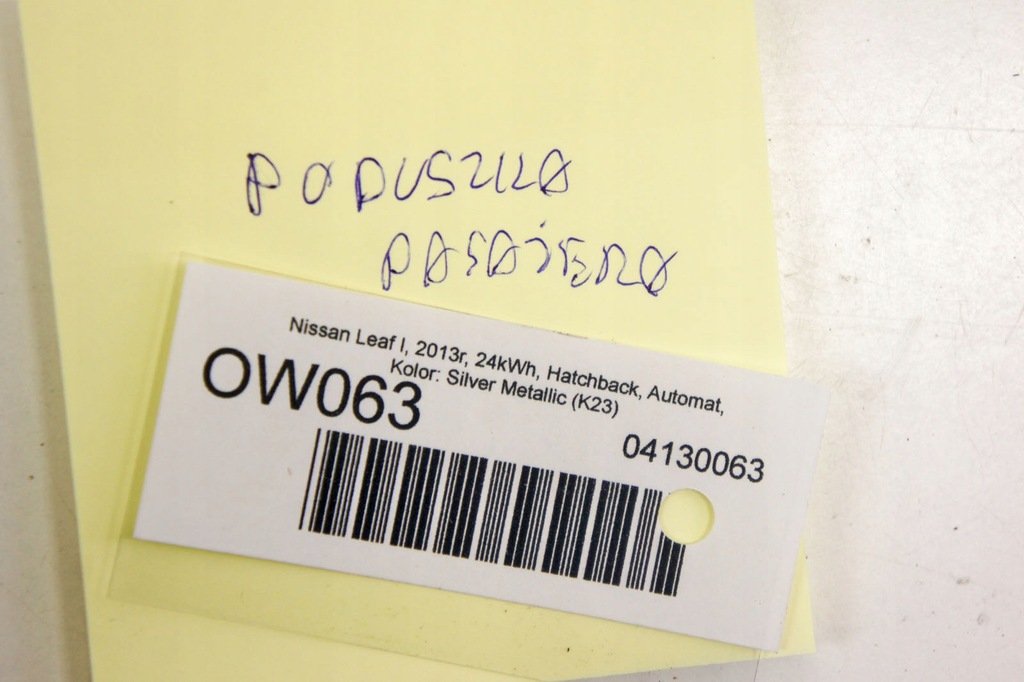 PODUSZKA
PASAŻERA
Nissan Leaf I, 2013r, 24kWh, Hatchback, Automat,
Kolor: Silver Metallic (K23)
OW063
04130063